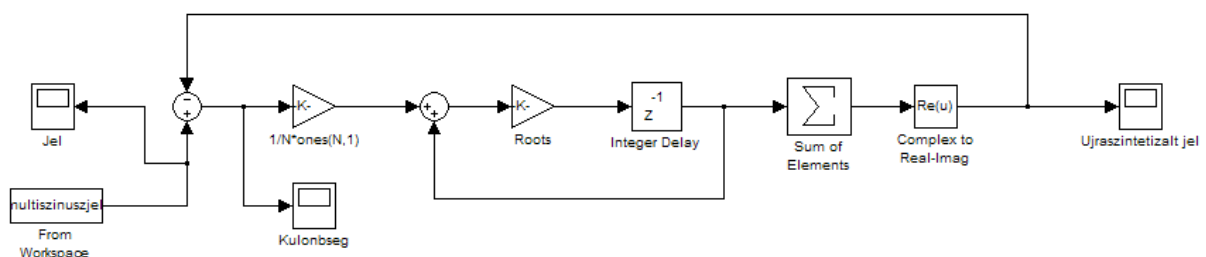 Jel
−
+
K-
1/N*ones(N,1)
+
+
K-
Roots
-1
Z
Integer Delay
Sum of
Elements
Re(u)
Complex to
Real-Imag
Ujraszintetizalt jel
nultiszinuszjel
From
Workspace
Kulonbseg